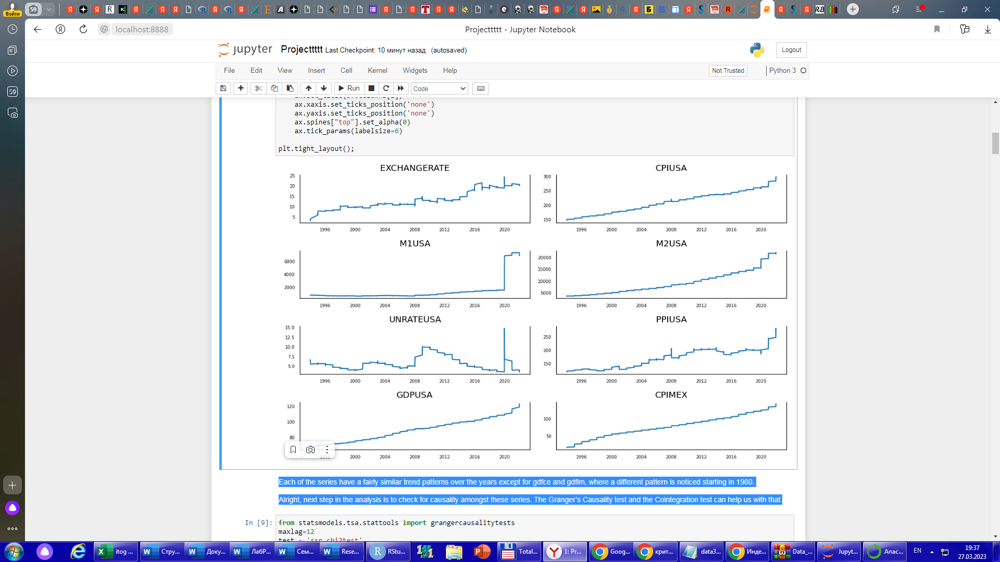 Войти
59
localhost:8888
Projecttttt - Jupyter Notebook
59
jupyter Projecttttt Last Checkpoint: 10 минут назад (autosaved)
Logout
File Edit View Insert Cell Kernel Widgets Help
Not Trusted Python 3
Run Code
ax.xaxis.set_ticks_position('none')
ax.yaxis.set_ticks_position('none')
ax.spines["top"].set_alpha(0)
ax.tick_params(labelsize=6)
plt.tight_layout();
EXCHANGERATE
25
20
15
10
5
1996 2000 2004 2008 2012 2016 2020
CPIUSA
300
250
200
150
1996 2000 2004 2008 2012 2016 2020
M1USA
6000
4000
2000
1996 2000 2004 2008 2012 2016 2020
M2USA
20000
15000
10000
5000
1996 2000 2004 2008 2012 2016 2020
UNRATEUSA
15.0
12.5
10.0
7.5
5.0
1996 2000 2004 2008 2012 2016 2020
PPIUSA
250
200
150
1996 2000 2004 2008 2012 2016 2020
GDPUSA
120
100
80
1996 2000 2004 2008 2012 2016 2020
CPIMEX
100
50
1996 2000 2004 2008 2012 2016 2020
Each of the series have a fairly similar trend patterns over the years except for gdfce and gdfim, where a different pattern is noticed starting in 1980.
Alright, next step in the analysis is to check for causality amongst these series. The Granger's Causality test and the Cointegration test can help us with that.
In [9]: from statsmodels.tsa.stattools import grangercausalitytests
maxlag=12
test = 'ssr_chi2test'
itog ... Стру... Доку... ЛабР... Сем... Rese... RStu... Total... 1: Pr... Goog... крит... data3... Инде... Data_... Jupyt... Anac... EN 19:37
27.03.2023